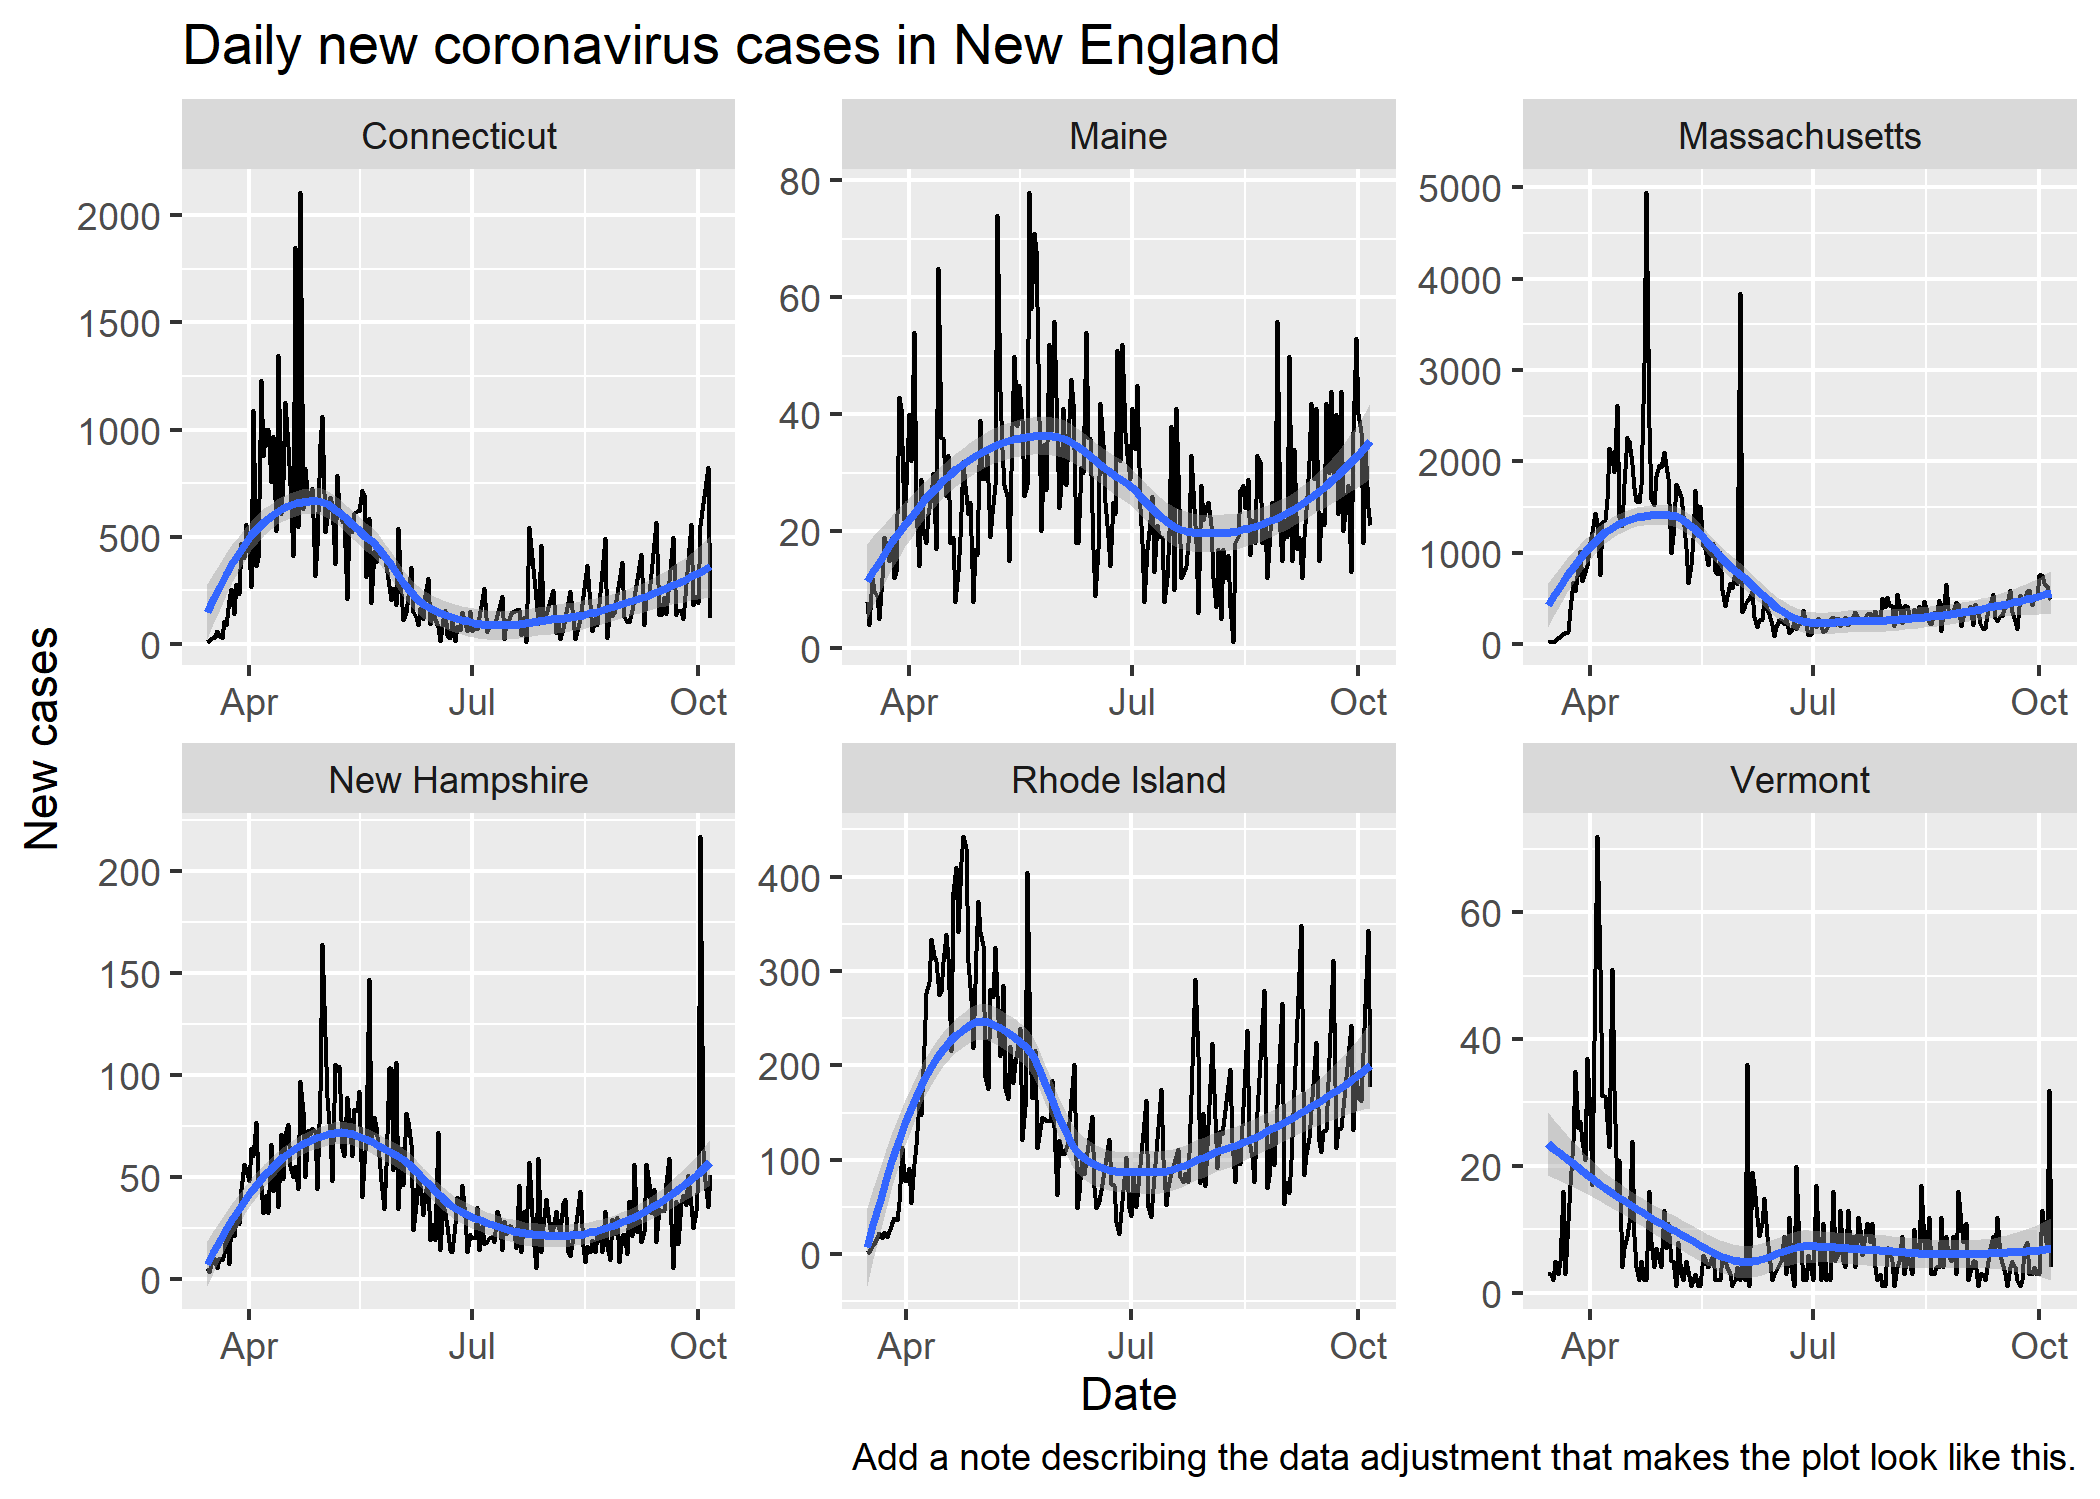 Daily new coronavirus cases in New England
Connecticut
Maine
Massachusetts
2000
1500
1000
500
0
80
60
40
20
0
5000
4000
3000
2000
1000
0
Apr Jul Oct
Apr Jul Oct
Apr Jul Oct
New cases
New Hampshire
Rhode Island
Vermont
200
150
100
50
0
400
300
200
100
0
60
40
20
0
Apr Jul Oct
Apr Jul Oct
Apr Jul Oct
Date
Add a note describing the data adjustment that makes the plot look like this.